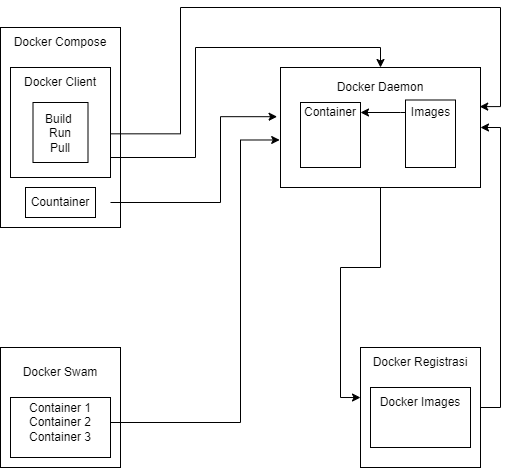 Docker Compose
Docker Client
Build
Run
Pull
Countainer
Docker Daemon
Container
Images
Docker Swam
Container 1
Container 2
Container 3
Docker Registrasi
Docker Images